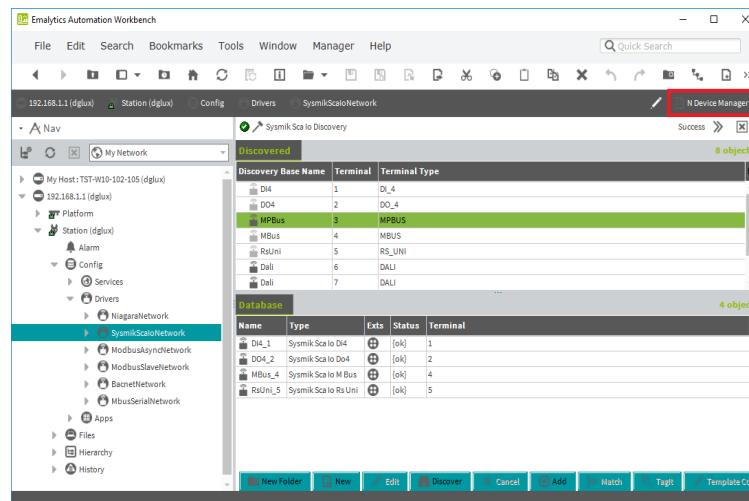 Emalytics Automation Workbench
File Edit Search Bookmarks Tools Window Manager Help
Quick Search
192.168.1.1 (dglux) Station (dglux) Config Drivers SysmikScaIoNetwork N Device Manager
Nav
My Network
My Host : TST-W10-102-105 (dglux)
192.168.1.1 (dglux)
Platform
Station (dglux)
Alarm
Config
Services
Drivers
NiagaraNetwork
SysmikScaIoNetwork
ModbusAsyncNetwork
ModbusSlaveNetwork
BacnetNetwork
MbusSerialNetwork
Apps
Files
Hierarchy
History
Sysmik Sca Io Discovery Success
Discovered 8 object
Discovery Base Name Terminal Terminal Type
DI4 1 DI_4
DO4 2 DO_4
MPBus 3 MPBUS
MBus 4 MBUS
RsUni 5 RS_UNI
Dali 6 DALI
Dali 7 DALI
Database 4 objec
Name Type Exts Status Terminal
DI4_1 Sysmik Sca Io Di4 {ok} 1
DO4_2 Sysmik Sca Io Do4 {ok} 2
MBus_4 Sysmik Sca Io M Bus {ok} 4
RsUni_5 Sysmik Sca Io Rs Uni {ok} 5
New Folder New Edit Discover Cancel Add Match TagIt Template Co